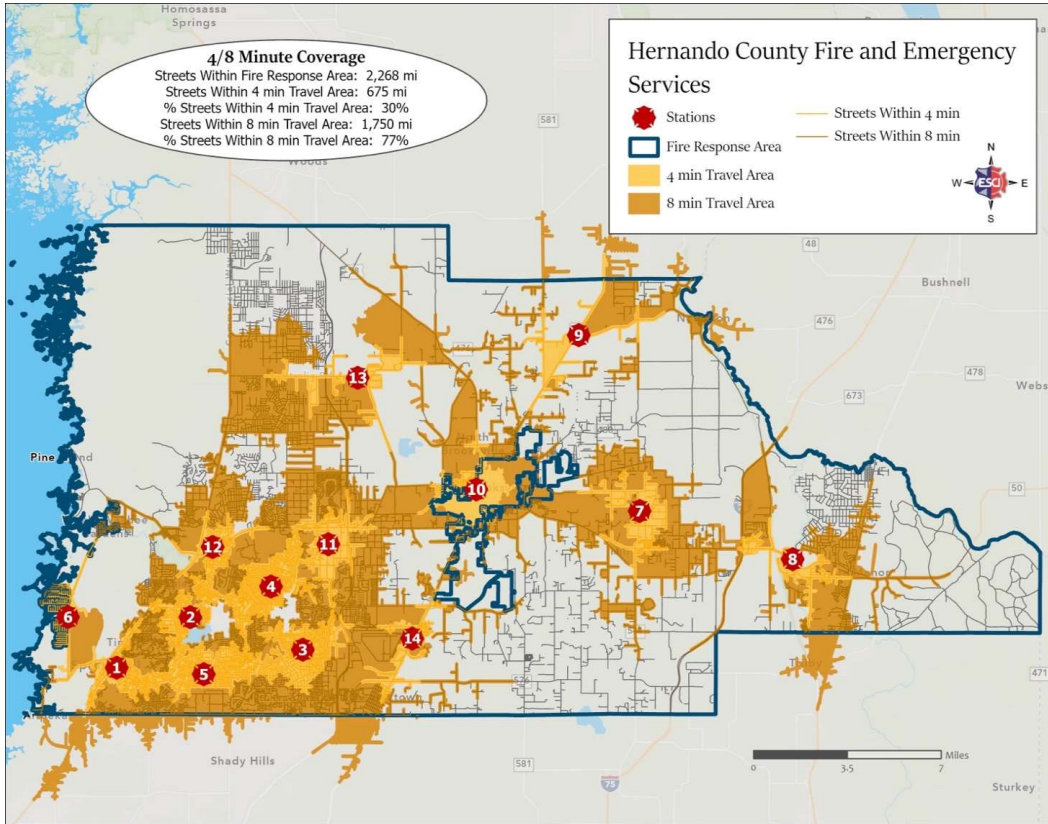 Homosassa
Springs
4/8 Minute Coverage
Streets Within Fire Response Area: 2,268 mi
Streets Within 4 min Travel Area: 675 mi
% Streets Within 4 min Travel Area: 30%
Streets Within 8 min Travel Area: 1,750 mi
% Streets Within 8 min Travel Area: 77%
Woods
Hernando County Fire and Emergency
Services
Stations
Fire Response Area
4 min Travel Area
8 min Travel Area
Streets Within 4 min
Streets Within 8 min
N
W
ESCI
E
S
581
48
Bushnell
476
9
478
13
673
Pine
50
10
7
12
11
8
4
6
2
14
3
1
5
576
471
Shady Hills
581
75
0
3.5
7
Miles
Sturkey